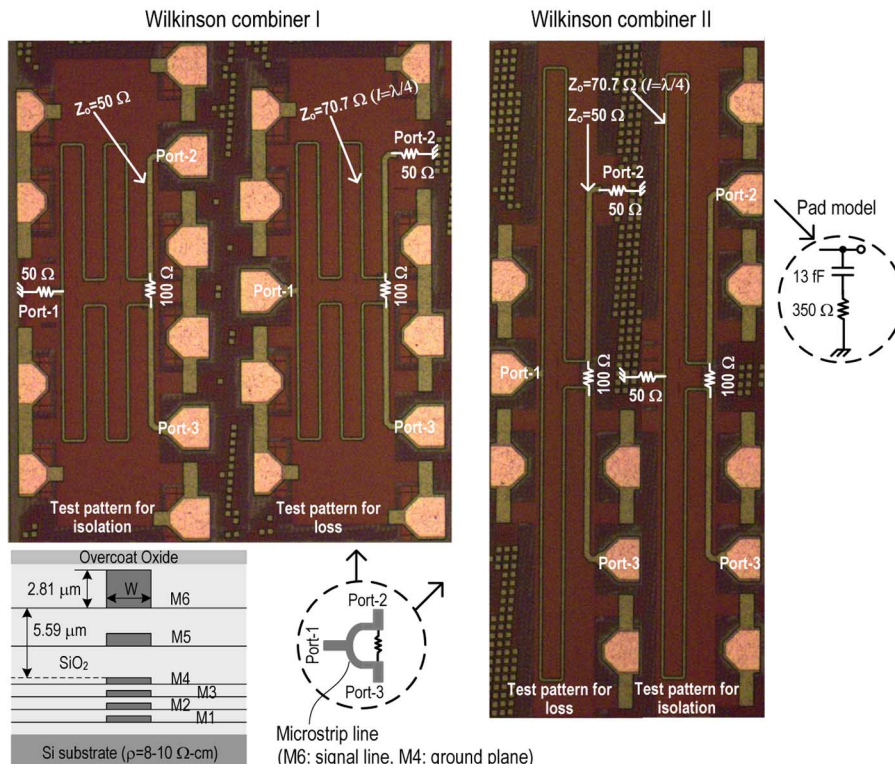 Wilkinson combiner I
Zo=50 Ω
Port-2
Zo=70.7 Ω (l=λ/4)
Port-2
50 Ω
50 Ω
Port-1
100 Ω
Port-1
100 Ω
Port-3
Port-3
Test pattern for
isolation
Test pattern for
loss
Wilkinson combiner II
Zo=70.7 Ω (l=λ/4)
Zo=50 Ω
Port-2
50 Ω
Port-2
Port-1
100 Ω
50 Ω
100 Ω
Port-3
Port-3
Test pattern for
loss
Test pattern for
isolation
Pad model
13 fF
350 Ω
Overcoat Oxide
2.81 μm
W
M6
5.59 μm
M5
SiO2
M4
M3
M2
M1
Si substrate (ρ=8-10 Ω-cm)
Port-2
Port-1
Port-3
Microstrip line
(M6: signal line, M4: ground plane)